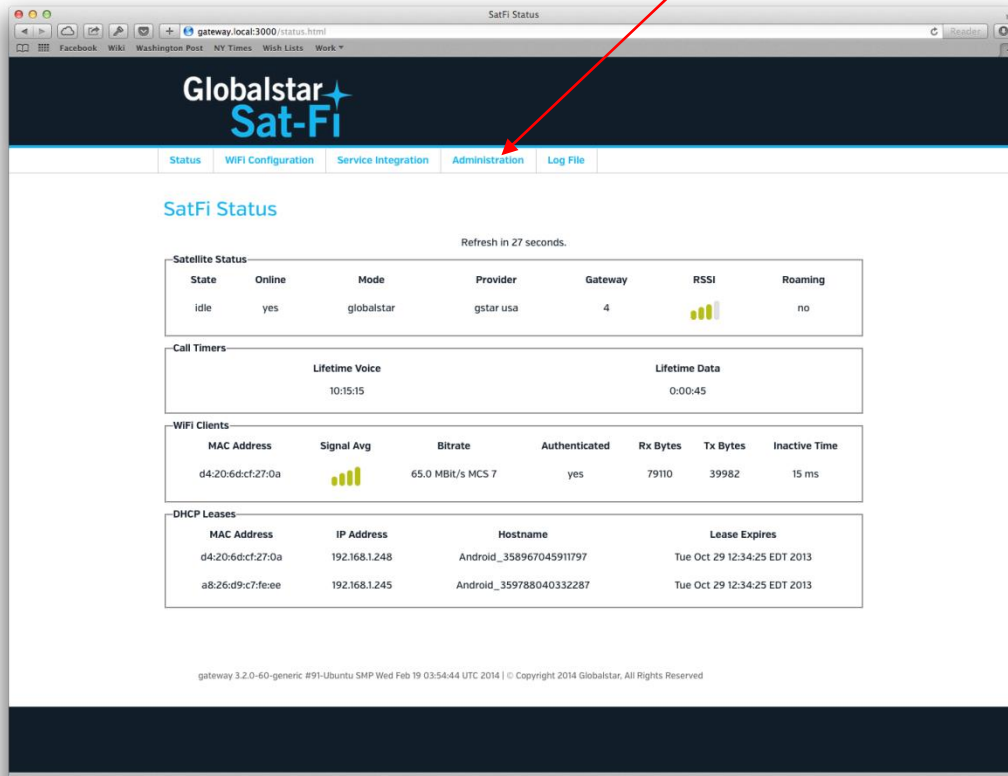 SatFi Status
gateway.local:3000/status.html
Reader
Facebook Wiki Washington Post NY Times Wish Lists Work
Globalstar
Sat-Fi
Status WiFi Configuration Service Integration Administration Log File
SatFi Status
Refresh in 27 seconds.
Satellite Status
State Online Mode Provider Gateway RSSI Roaming
idle yes globalstar gstar usa 4 no
Call Timers
Lifetime Voice Lifetime Data
10:15:15 0:00:45
WiFi Clients
MAC Address Signal Avg Bitrate Authenticated Rx Bytes Tx Bytes Inactive Time
d4:20:6d:cf:27:0a 65.0 MBit/s MCS 7 yes 79110 39982 15 ms
DHCP Leases
MAC Address IP Address Hostname Lease Expires
d4:20:6d:cf:27:0a 192.168.1.248 Android_358967045911797 Tue Oct 29 12:34:25 EDT 2013
a8:26:d9:c7:fe:ee 192.168.1.245 Android_359788040332287 Tue Oct 29 12:34:25 EDT 2013
gateway 3.2.0-60-generic #91-Ubuntu SMP Wed Feb 19 03:54:44 UTC 2014 | © Copyright 2014 Globalstar, All Rights Reserved